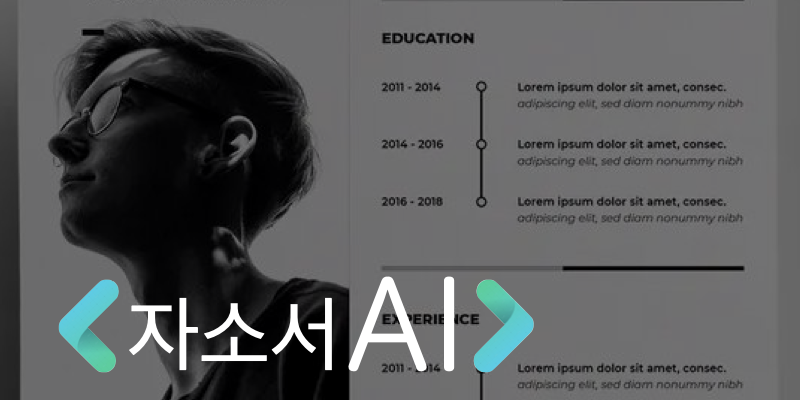 EDUCATION
2011 - 2014
Lorem ipsum dolor sit amet, consec.
adipiscing elit, sed diam nonummy nibh
2014 - 2016
Lorem ipsum dolor sit amet, consec.
adipiscing elit, sed diam nonummy nibh
2016 - 2018
Lorem ipsum dolor sit amet, consec.
adipiscing elit, sed diam nonummy nibh
자소서AI
EXPERIENCE
2011 - 2014
Lorem ipsum dolor sit amet, consec.
adipiscing elit, sed diam nonummy nibh